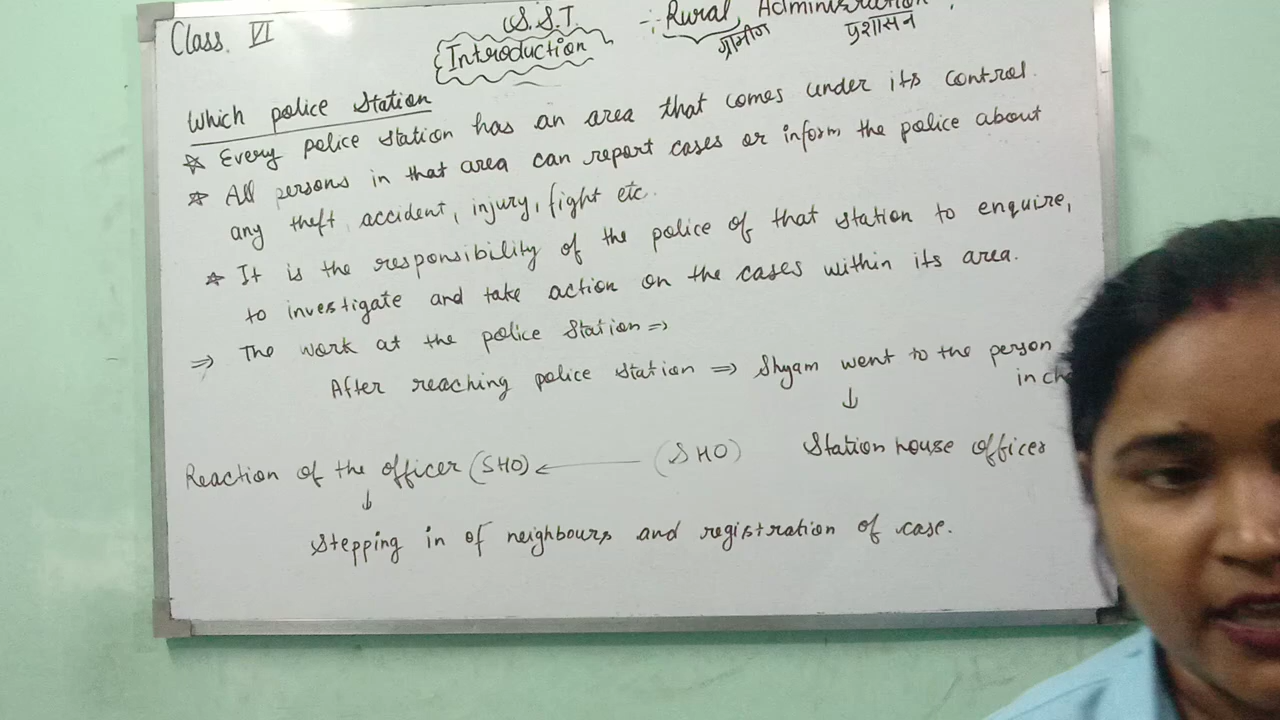 Class. VI
S.S.T. -: Rural Administration
ग्रामीण प्रशासन
Introduction
Which police Station
☆ Every police station has an area that comes under its control.
☆ All persons in that area can report cases or inform the police about
any theft, accident, injury, fight etc.
☆ It is the responsibility of the police of that station to enquire,
to investigate and take action on the cases within its area.
⇒ The work at the police Station ⇒
After reaching police station ⇒ Shyam went to the person
in
↓
Reaction of the officer (SHO) ← (SHO) Station house officer
↓
Stepping in of neighbours and registration of case.